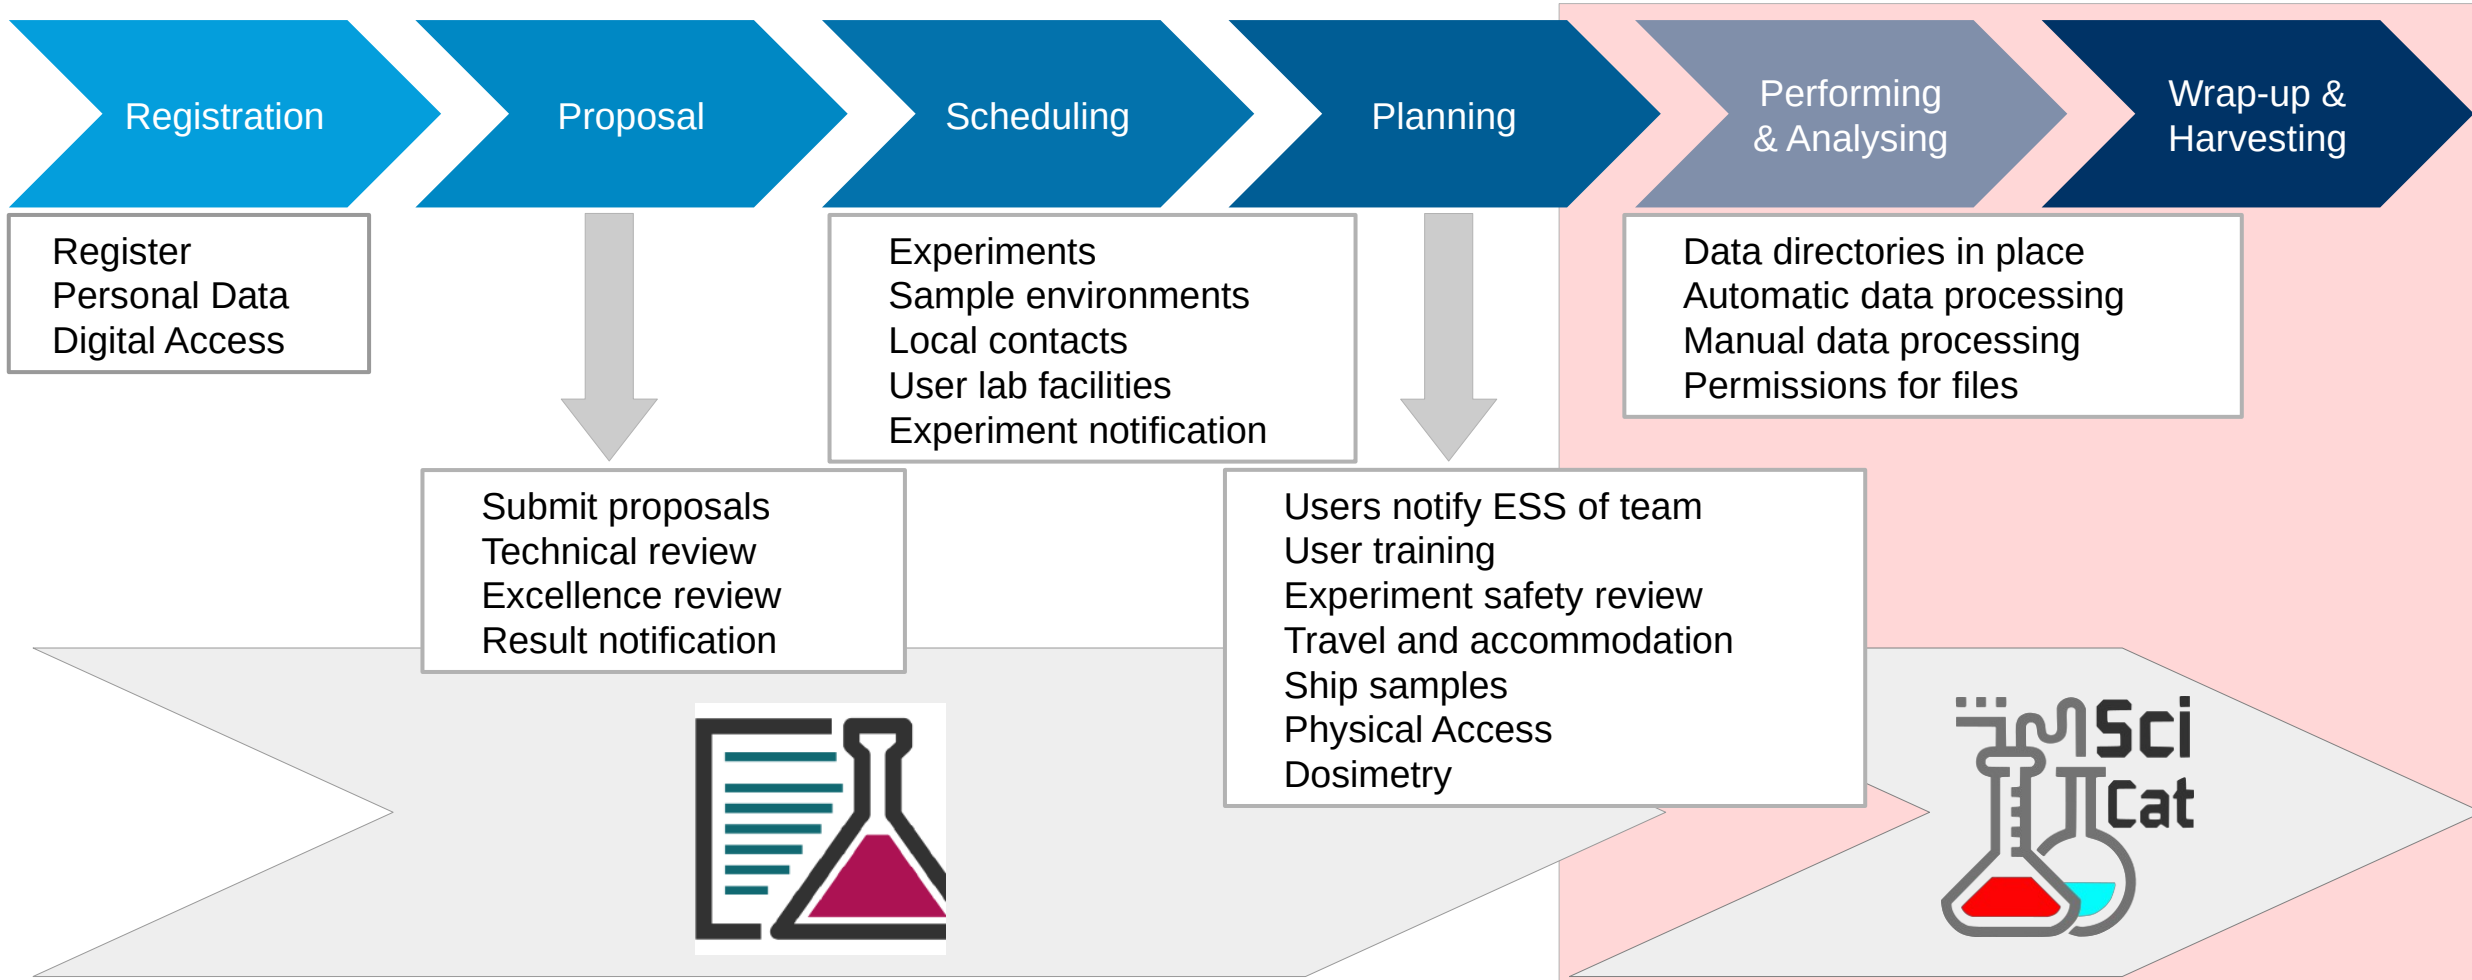 Registration
Proposal
Scheduling
Planning
Performing
& Analysing
Wrap-up &
Harvesting
Register
Personal Data
Digital Access
Experiments
Sample environments
Local contacts
User lab facilities
Experiment notification
Data directories in place
Automatic data processing
Manual data processing
Permissions for files
Submit proposals
Technical review
Excellence review
Result notification
Users notify ESS of team
User training
Experiment safety review
Travel and accommodation
Ship samples
Physical Access
Dosimetry
Sci
Cat